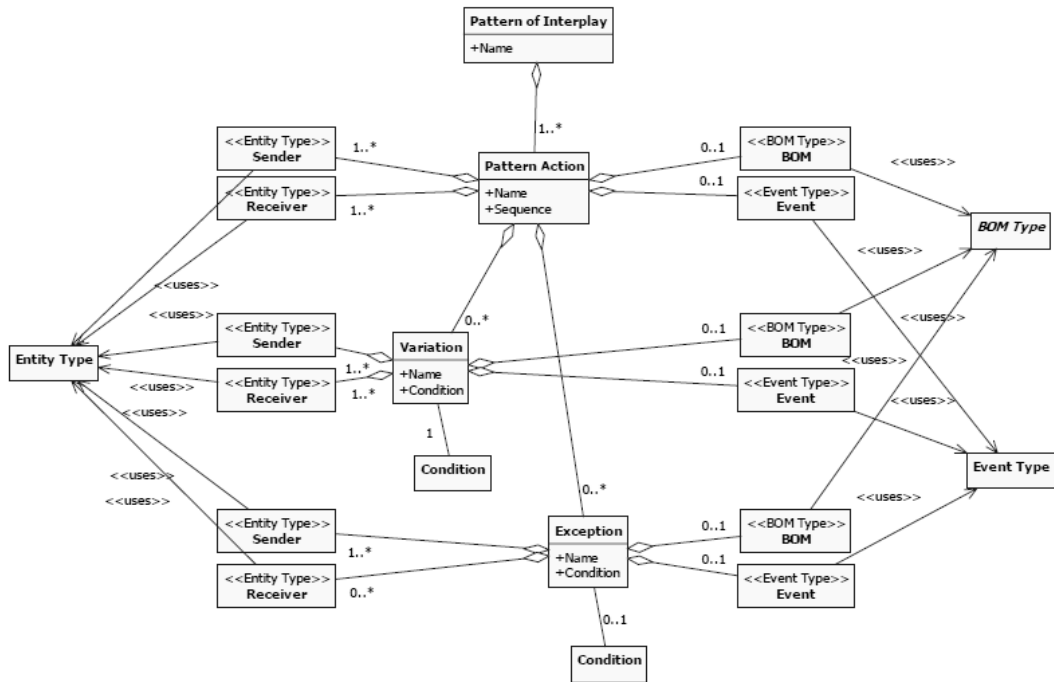 Pattern of Interplay
+Name
1..*
<<Entity Type>>
Sender
1..*
Pattern Action
+Name
+Sequence
0..1
<<BOM Type>>
BOM
<<uses>>
<<Entity Type>>
Receiver
1..*
0..1
<<Event Type>>
Event
BOM Type
<<uses>>
<<uses>>
<<uses>>
0..*
<<Entity Type>>
Sender
Variation
+Name
+Condition
0..1
<<BOM Type>>
BOM
<<uses>>
Entity Type
1..*
<<Entity Type>>
Receiver
1..*
0..1
<<Event Type>>
Event
<<uses>>
<<uses>>
<<uses>>
<<uses>>
1
Condition
Event Type
<<uses>>
<<uses>>
<<uses>>
0..*
<<Entity Type>>
Sender
1..*
Exception
+Name
+Condition
0..1
<<BOM Type>>
BOM
<<Entity Type>>
Receiver
0..*
0..1
<<Event Type>>
Event
0..1
Condition